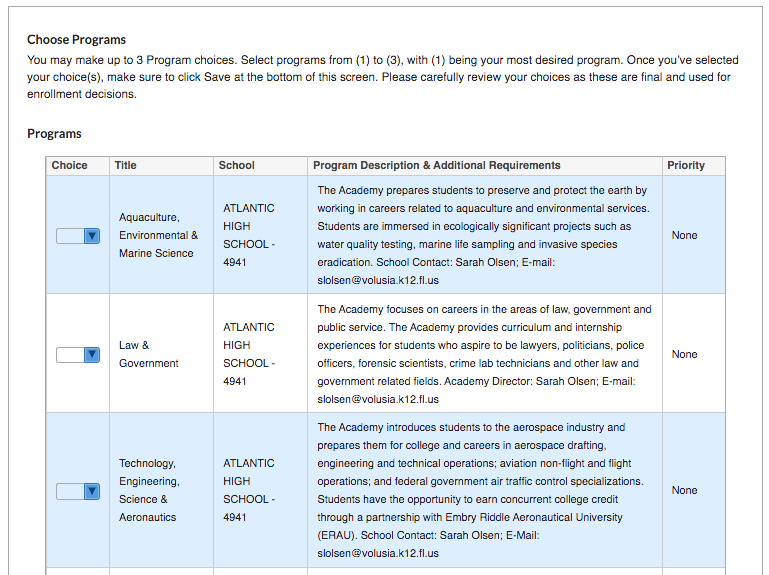 Choose Programs
You may make up to 3 Program choices. Select programs from (1) to (3), with (1) being your most desired program. Once you've selected
your choice(s), make sure to click Save at the bottom of this screen. Please carefully review your choices as these are final and used for
enrollment decisions.
Programs
Choice Title School Program Description & Additional Requirements Priority
Aquaculture,
Environmental &
Marine Science
ATLANTIC
HIGH
SCHOOL -
4941
The Academy prepares students to preserve and protect the earth by
working in careers related to aquaculture and environmental services.
Students are immersed in ecologically significant projects such as
water quality testing, marine life sampling and invasive species
eradication. School Contact: Sarah Olsen; E-mail:
slolsen@volusia.k12.fl.us
None
Law &
Government
ATLANTIC
HIGH
SCHOOL -
4941
The Academy focuses on careers in the areas of law, government and
public service. The Academy provides curriculum and internship
experiences for students who aspire to be lawyers, politicians, police
officers, forensic scientists, crime lab technicians and other law and
government related fields. Academy Director: Sarah Olsen; E-mail:
slolsen@volusia.k12.fl.us
None
Technology,
Engineering,
Science &
Aeronautics
ATLANTIC
HIGH
SCHOOL -
4941
The Academy introduces students to the aerospace industry and
prepares them for college and careers in aerospace drafting,
engineering and technical operations; aviation non-flight and flight
operations; and federal government air traffic control specializations.
Students have the opportunity to earn concurrent college credit
through a partnership with Embry Riddle Aeronautical University
(ERAU). School Contact: Sarah Olsen; E-Mail:
slolsen@volusia.k12.fl.us
None